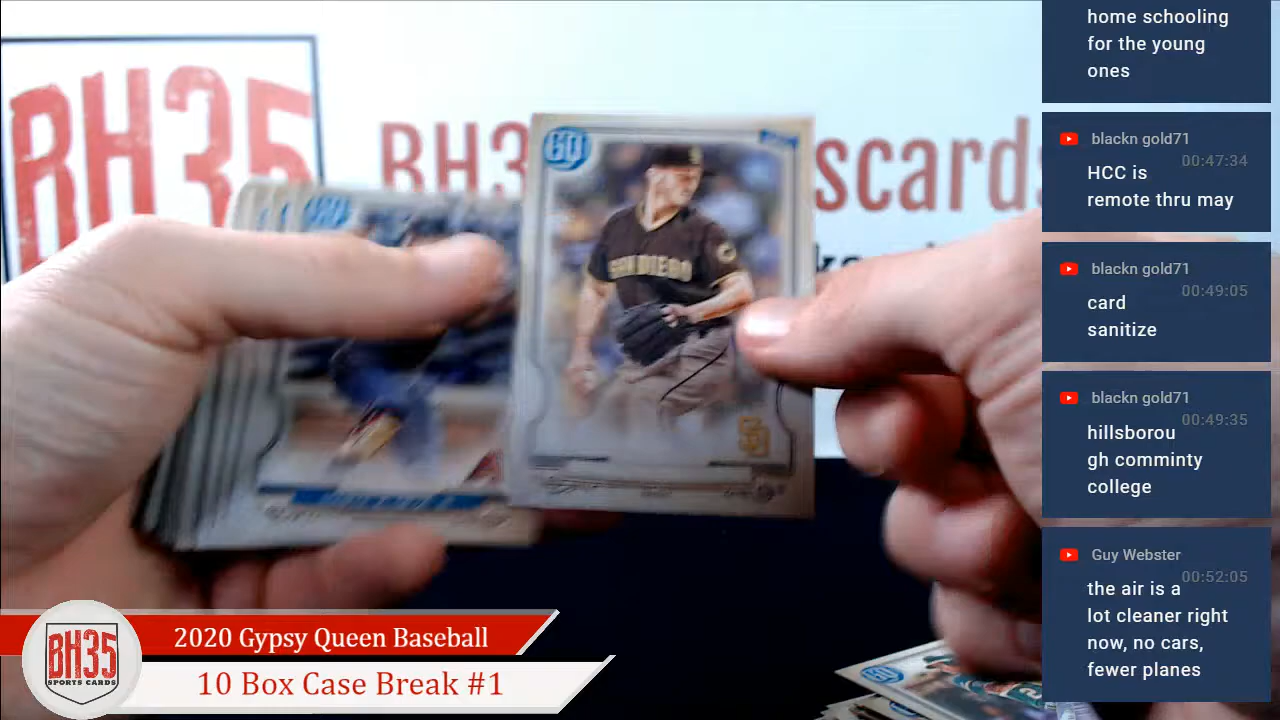 BH35
BH3
scards
GQ
SAN DIEGO
SD
home schooling
for the young
ones
blackn gold71
00:47:34
HCC is
remote thru may
blackn gold71
00:49:05
card
sanitize
blackn gold71
00:49:35
hillsborou
gh comminty
college
Guy Webster
00:52:05
the air is a
lot cleaner right
now, no cars,
fewer planes
BH35
SPORTS CARDS
2020 Gypsy Queen Baseball
10 Box Case Break #1